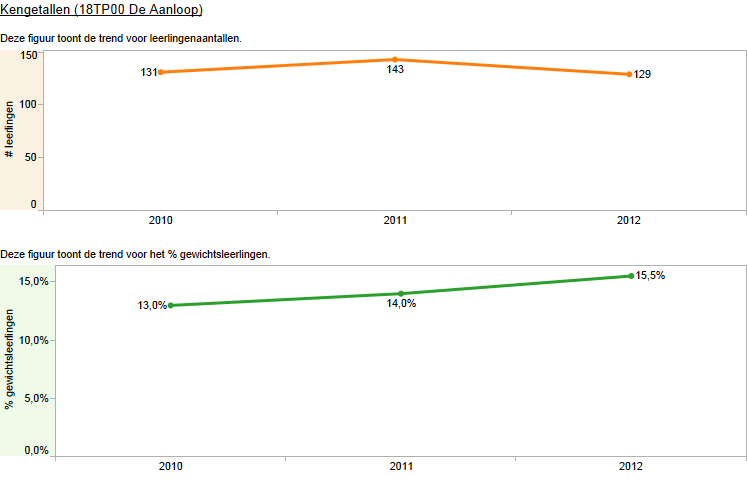 Kengetallen (18TP00 De Aanloop)
Deze figuur toont de trend voor leerlingenaantallen.
# leerlingen
150
100
50
0
131
143
129
2010 2011 2012
Deze figuur toont de trend voor het % gewichtsleerlingen.
% gewichtsleerlingen
15,0%
10,0%
5,0%
0,0%
13,0%
14,0%
15,5%
2010 2011 2012